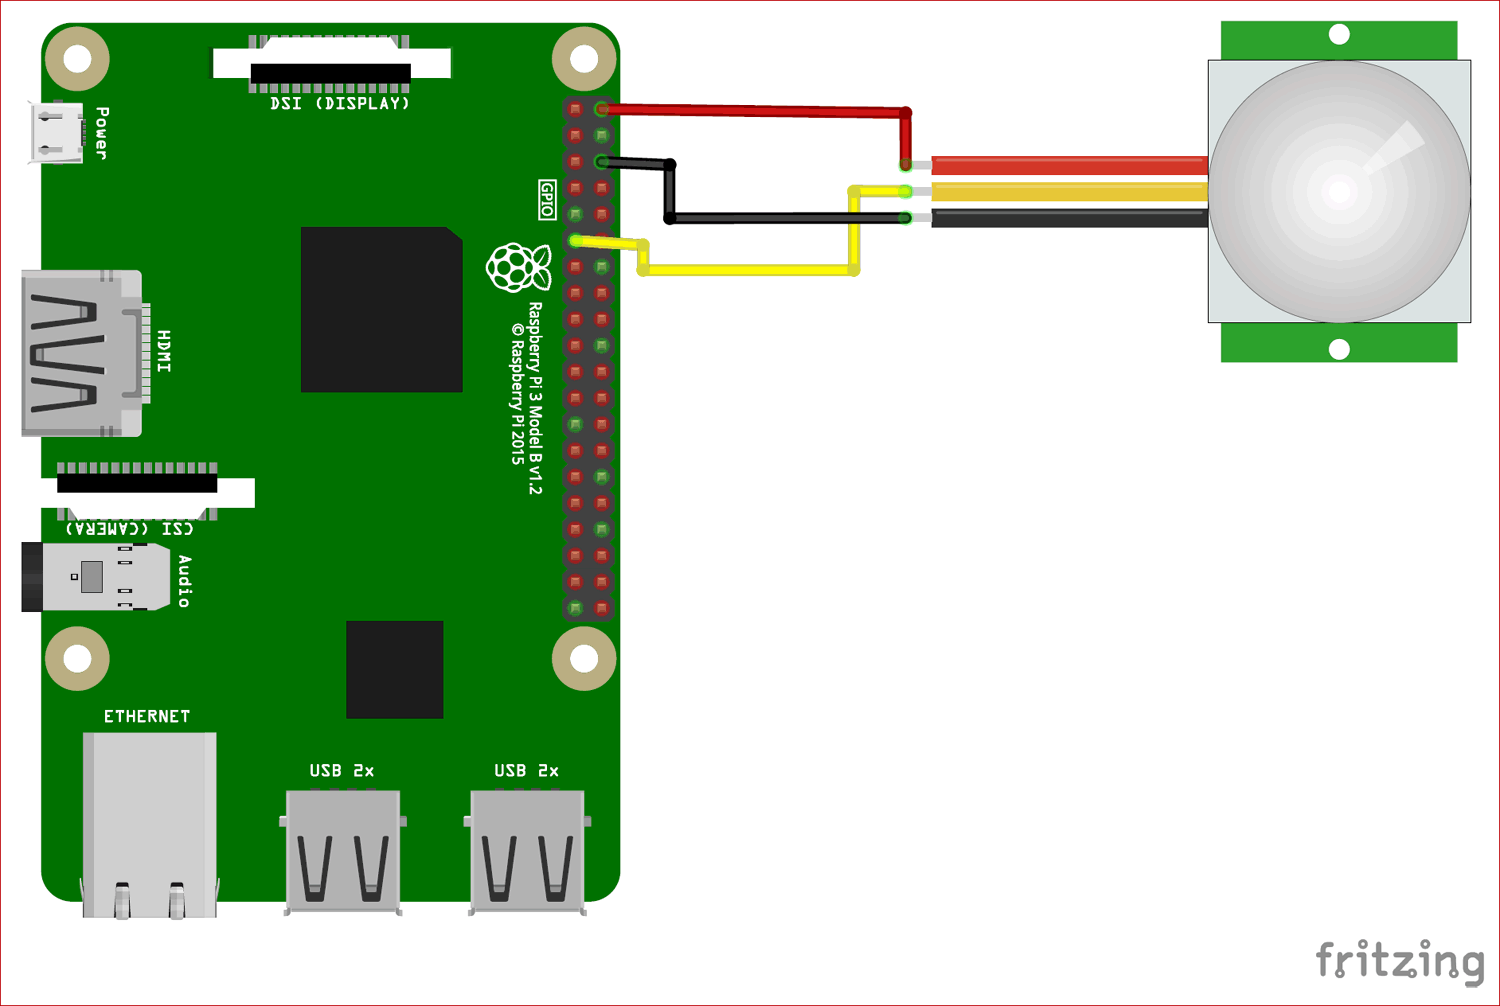 DSI (DISPLAY)
Power
GPIO
HDMI
Raspberry Pi 3 Model B v1.2
© Raspberry Pi 2015
CSI (CAMERA)
Audio
ETHERNET
USB 2x
USB 2x
fritzing